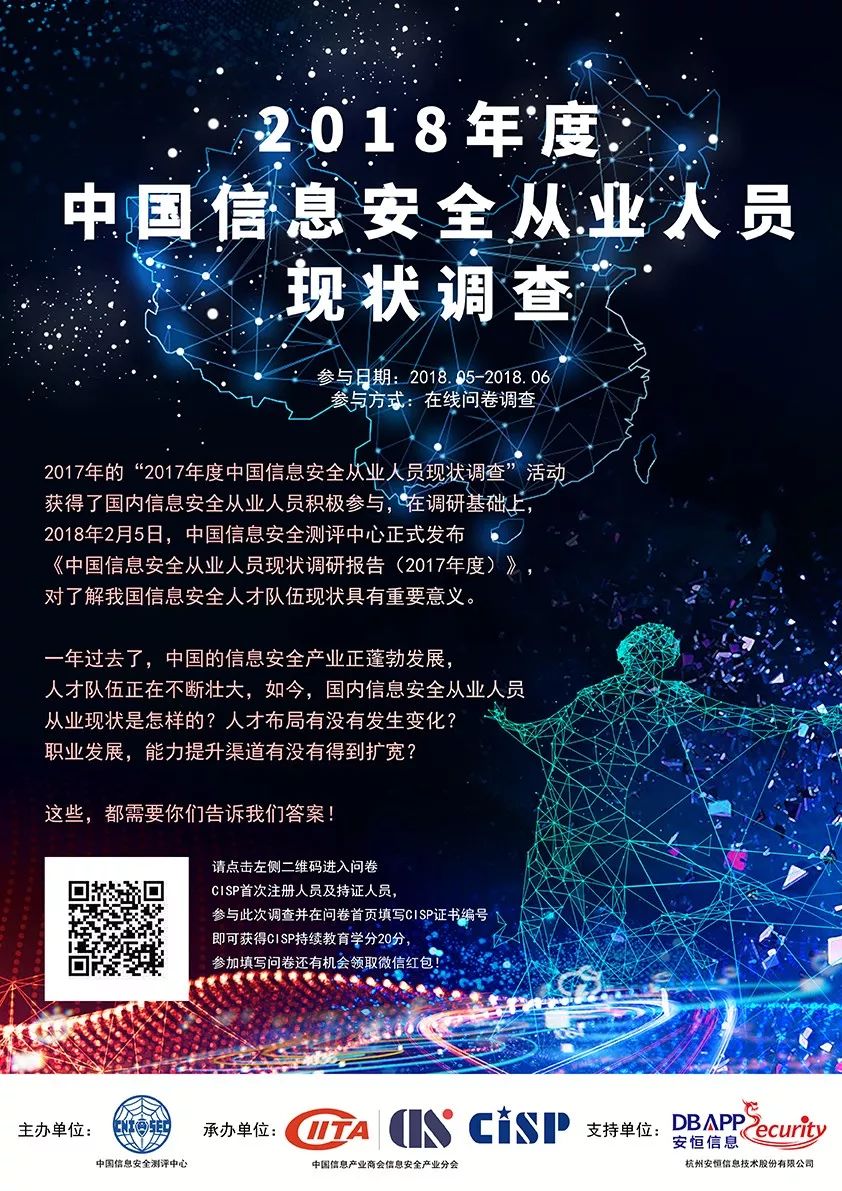 2018年度
中国信息安全从业人员
现状调查
参与日期：2018.05-2018.06
参与方式：在线问卷调查
2017年的“2017年度中国信息安全从业人员现状调查”活动
获得了国内信息安全从业人员积极参与，在调研基础上，
2018年2月5日，中国信息安全测评中心正式发布
《中国信息安全从业人员现状调研报告（2017年度）》，
对了解我国信息安全人才队伍现状具有重要意义。
一年过去了，中国的信息安全产业正蓬勃发展，
人才队伍正在不断壮大，如今，国内信息安全从业人员
从业现状是怎样的？人才布局有没有发生变化？
职业发展，能力提升渠道有没有得到扩宽？
这些，都需要你们告诉我们答案！
请点击左侧二维码进入问卷
CISP首次注册人员及持证人员，
参与此次调查并在问卷首页填写CISP证书编号
即可获得CISP持续教育学分20分，
参加填写问卷还有机会领取微信红包！
主办单位：
CNITSEC
中国信息安全测评中心
承办单位：
CIITA
CISP
中国信息产业商会信息安全产业分会
支持单位：
DBAPPSecurity
安恒信息
杭州安恒信息技术股份有限公司